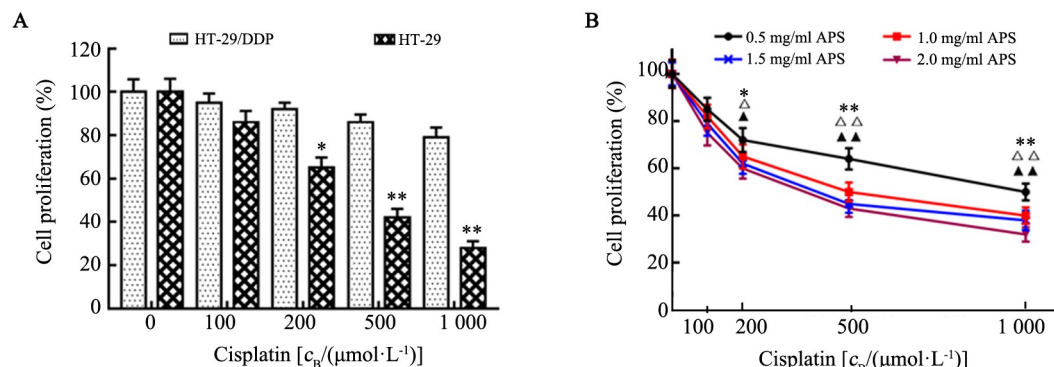 A
HT-29/DDP
HT-29
Cell proliferation (%)
120
100
80
60
40
20
0
*
**
**
0 100 200 500 1 000
Cisplatin [cB/(μmol·L-1)]
B
0.5 mg/ml APS
1.0 mg/ml APS
1.5 mg/ml APS
2.0 mg/ml APS
Cell proliferation (%)
100
80
60
40
20
0
*
△
▲
**
△ △
▲▲
**
△ △
▲▲
100 200 500 1 000
Cisplatin [c /(μmol·L-1)]